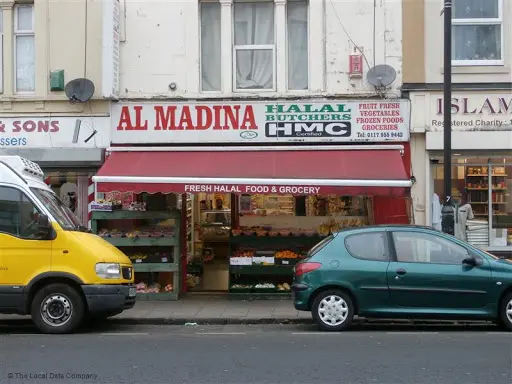 & SONS
AL MADINA
HALAL
BUTCHERS
HMC
Certified
FRUIT FRESH
VEGETABLES
FROZEN FOODS
GROCERIES
ISLAM
Registered Charity :
FRESH HALAL FOOD & GROCERY
© The Local Data Company